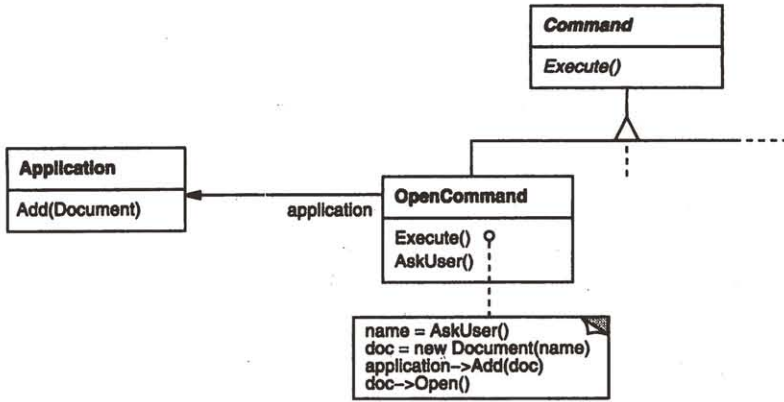 Command
Execute()
Application
Add(Document)
application
OpenCommand
Execute()
AskUser()
name = AskUser()
doc = new Document(name)
application–>Add(doc)
doc–>Open()